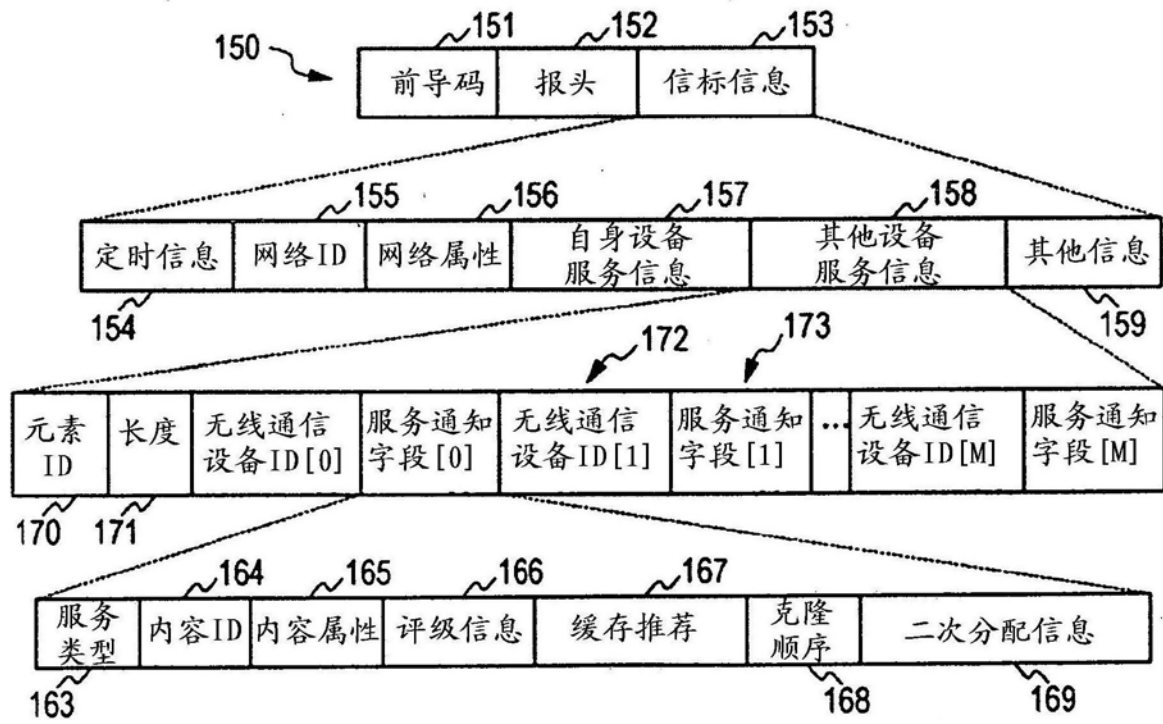 151 152 153
150
前导码 报头 信标信息
155 156 157 158
定时信息 网络ID 网络属性 自身设备服务信息 其他设备服务信息 其他信息
154 159
172 173
元素ID 长度 无线通信设备ID[0] 服务通知字段[0] 无线通信设备ID[1] 服务通知字段[1] ... 无线通信设备ID[M] 服务通知字段[M]
170 171
164 165 166 167
服务类型 内容ID 内容属性 评级信息 缓存推荐 克隆顺序 二次分配信息
163 168 169